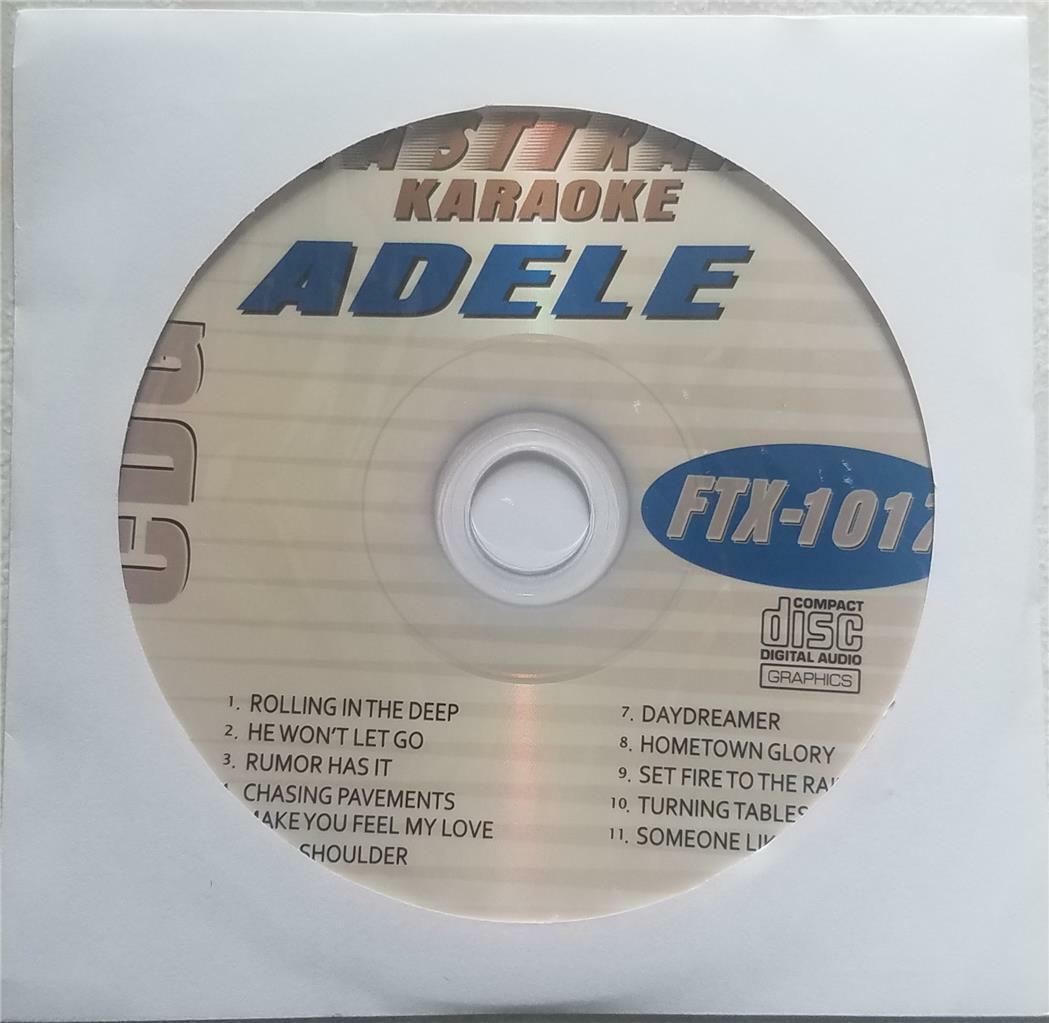 KARAOKE
ADELE
CDG
FTX-1017
COMPACT
disc
DIGITAL AUDIO
GRAPHICS
1. ROLLING IN THE DEEP
2. HE WON'T LET GO
3. RUMOR HAS IT
CHASING PAVEMENTS
YOU FEEL MY LOVE
SHOULDER
7. DAYDREAMER
8. HOMETOWN GLORY
9. SET FIRE TO THE
10. TURNING TABLES
11. SOMEONE